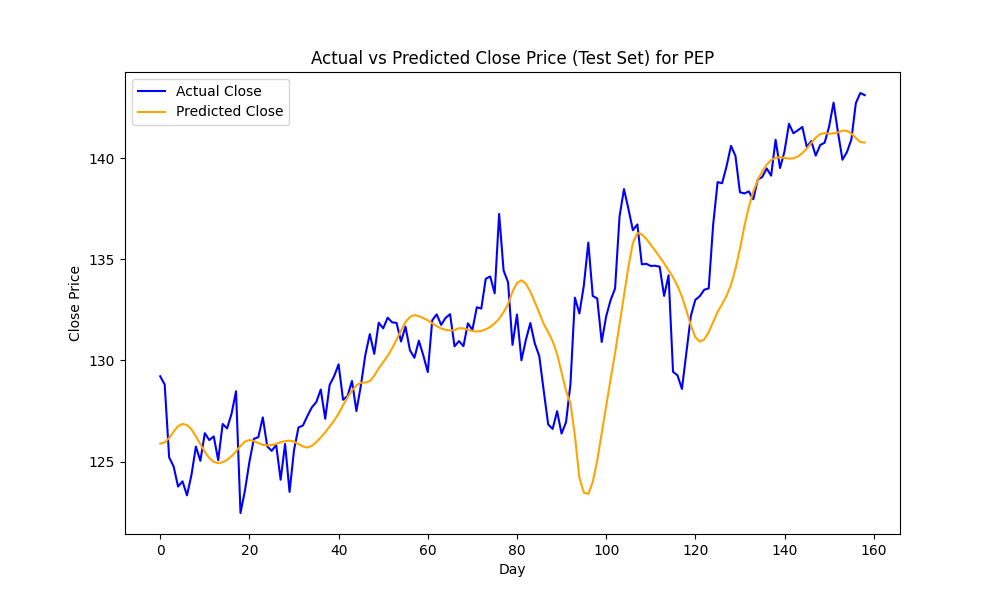 Actual vs Predicted Close Price (Test Set) for PEP
Actual Close
Predicted Close
Close Price
140
135
130
125
0 20 40 60 80 100 120 140 160
Day